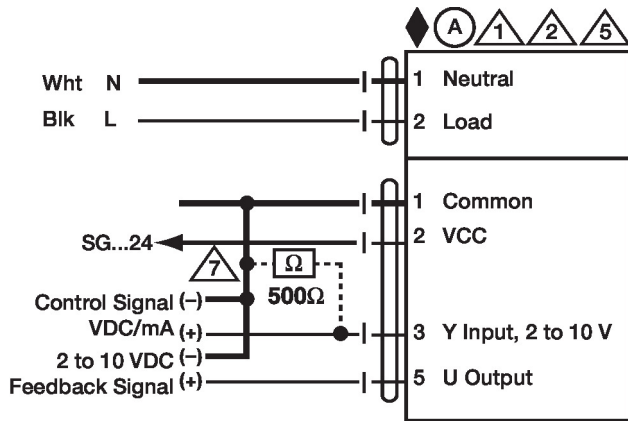 A 1 2 5
Wht N 1 Neutral
Blk L 2 Load
1 Common
SG...24 2 VCC
7 Ω
500Ω
Control Signal (-)
VDC/mA (+) 3 Y Input, 2 to 10 V
2 to 10 VDC (-)
Feedback Signal (+) 5 U Output